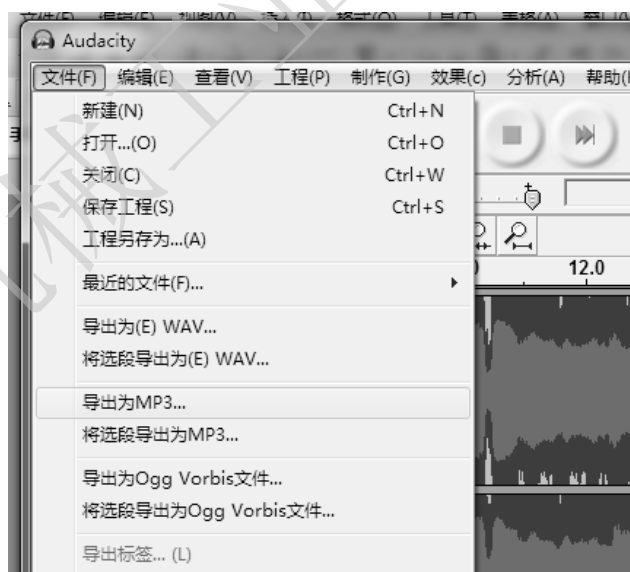 Audacity
文件(F) 编辑(E) 查看(V) 工程(P) 制作(G) 效果(c) 分析(A) 帮助(
新建(N) Ctrl+N
打开...(O) Ctrl+O
关闭(C) Ctrl+W
保存工程(S) Ctrl+S
工程另存为...(A)
12.0
最近的文件(F)...
导出为(E) WAV...
将选段导出为(E) WAV...
导出为MP3...
将选段导出为MP3...
导出为Ogg Vorbis文件...
将选段导出为Ogg Vorbis文件...
导出标签... (L)